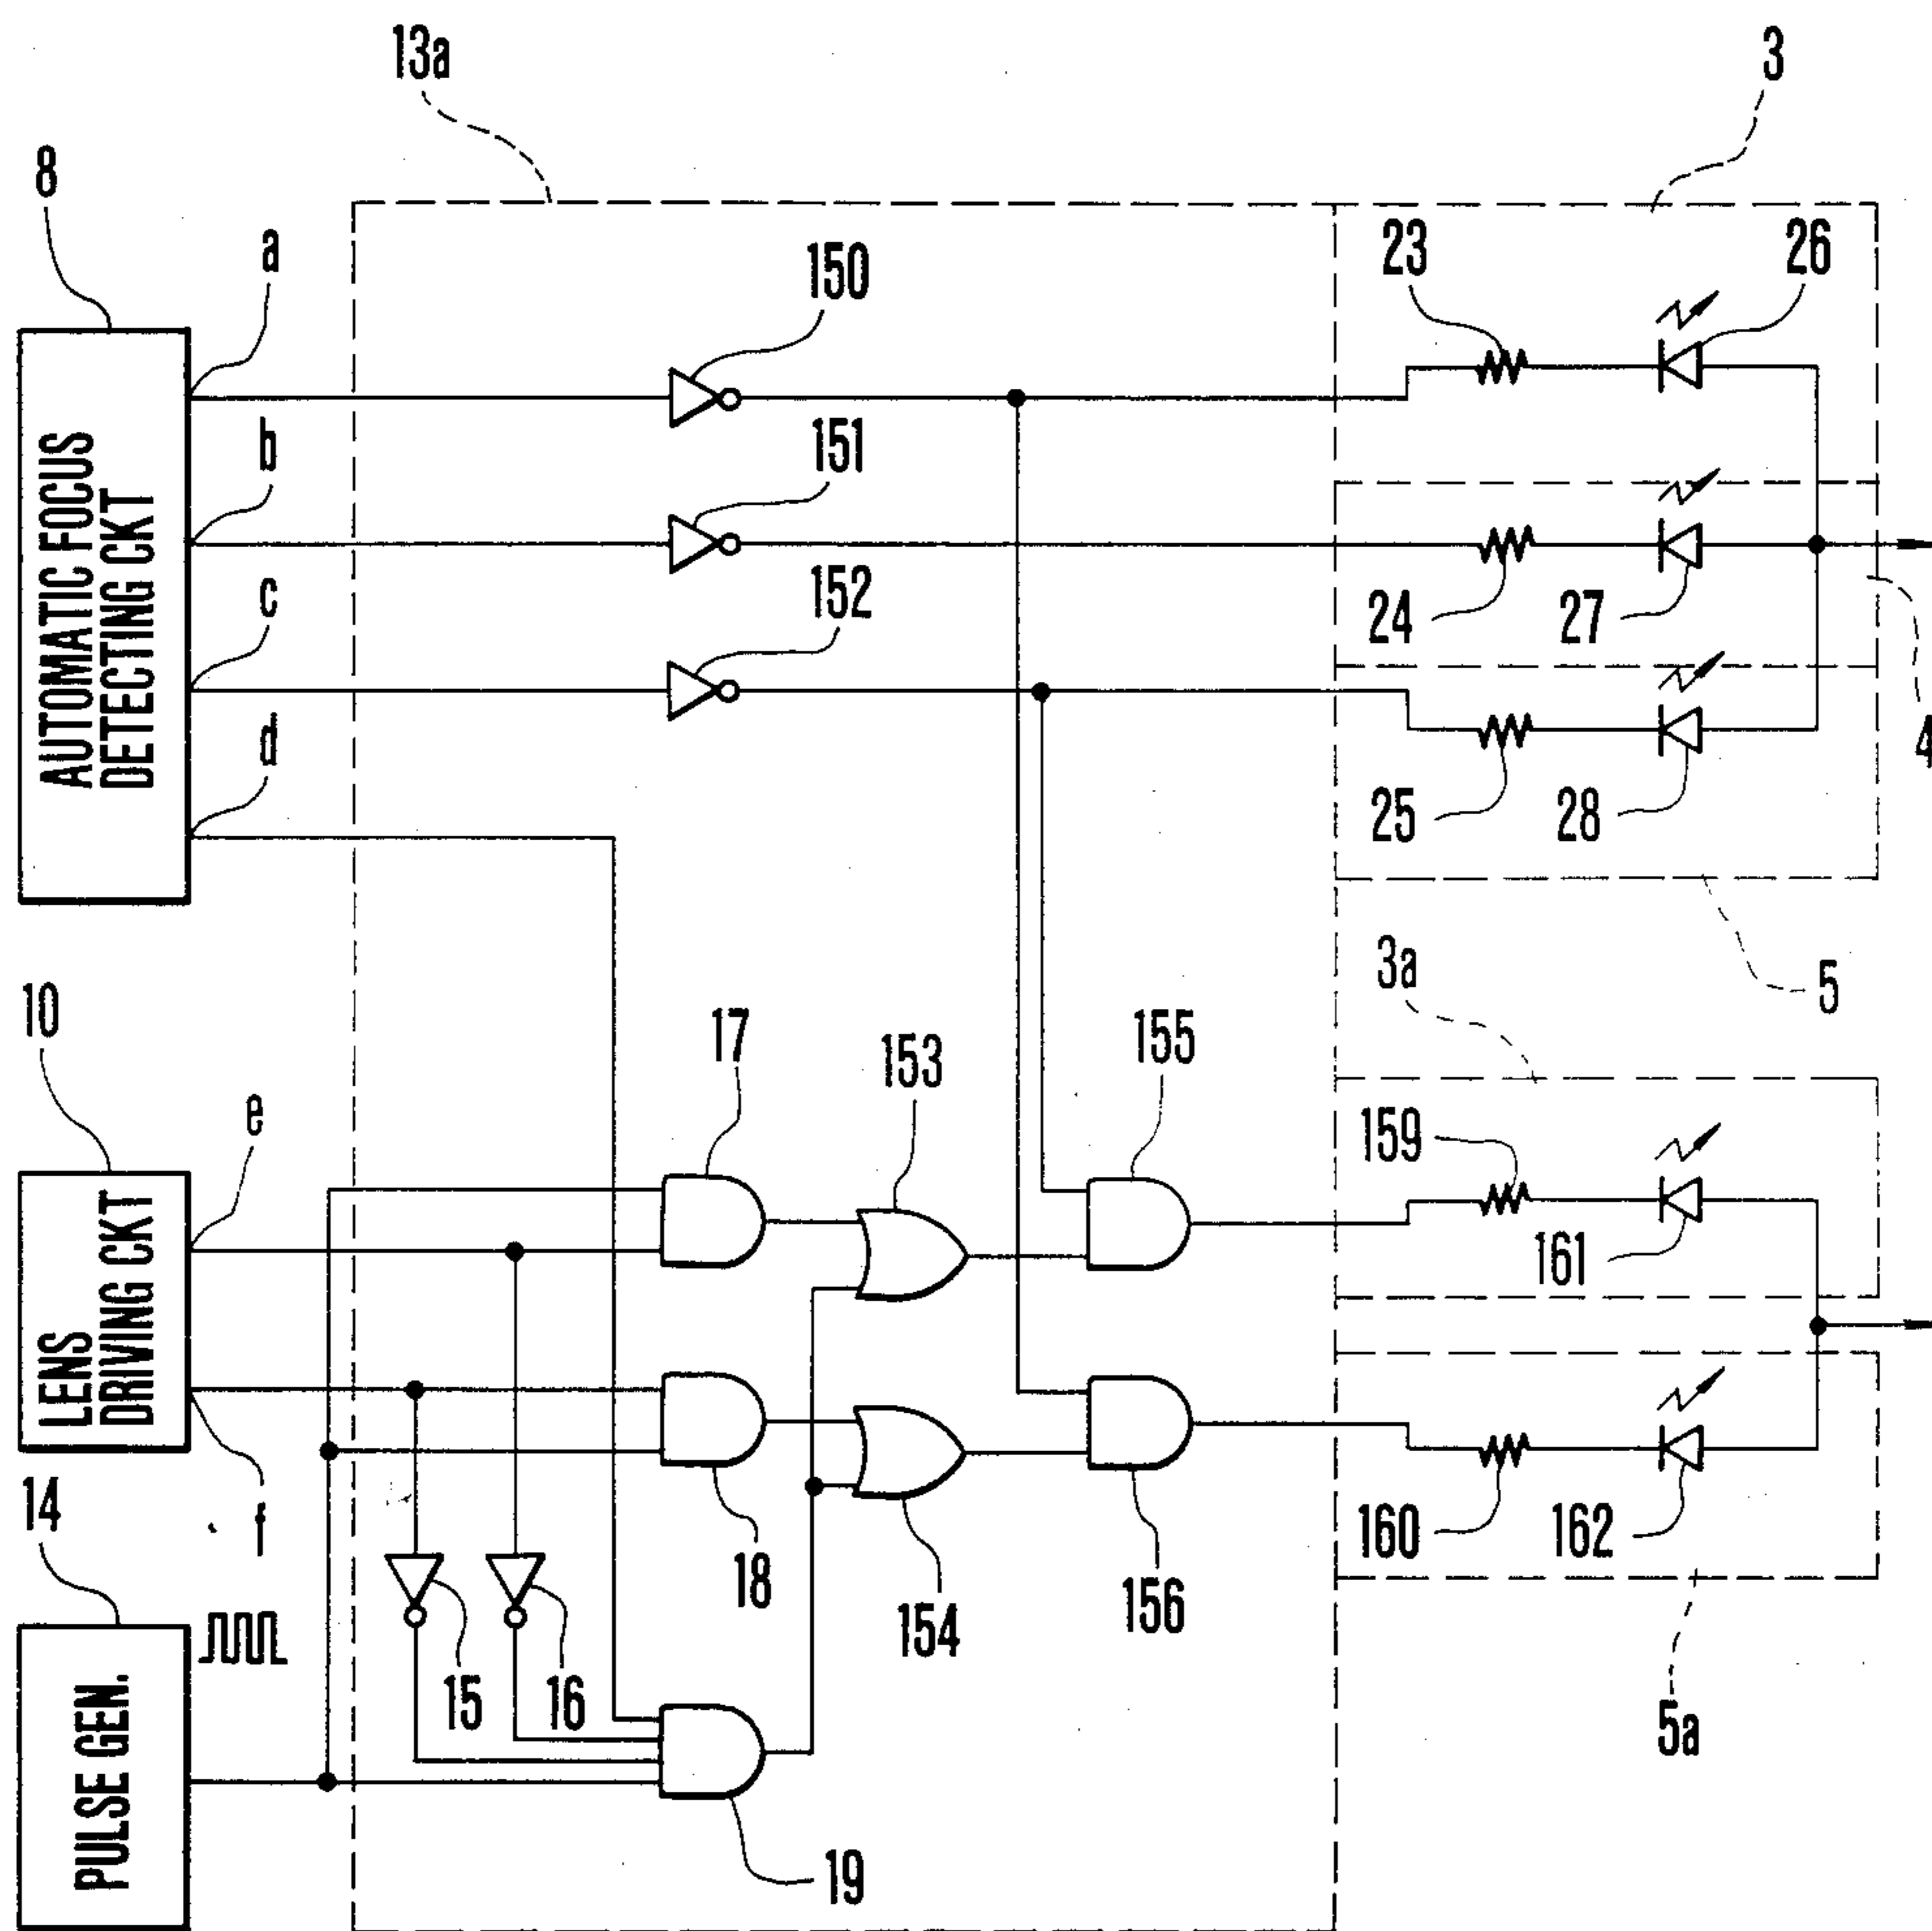 13a
3
8
a
150
23
26
b
151
c
152
24
27
AUTOMATIC FOCUS
DETECTING CKT
d
4
25
28
3a
5
10
17
153
155
e
159
161
LENS
DRIVING CKT
14
f
18
160
162
154
156
15
16
5a
PULSE GEN.
19